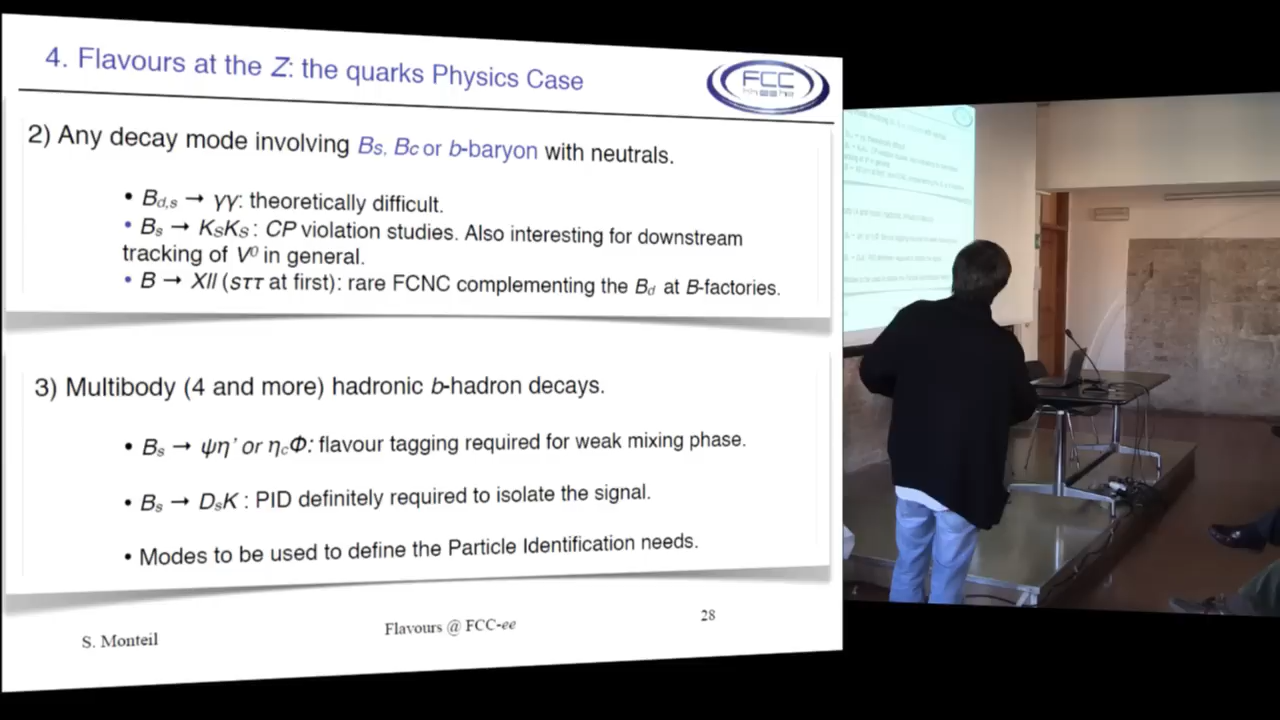 4. Flavours at the Z: the quarks Physics Case
FCC
2) Any decay mode involving Bs, Bc or b-baryon with neutrals.
• Bd,s → γγ: theoretically difficult.
• Bs → KSKS : CP violation studies. Also interesting for downstream
tracking of V⁰ in general.
• B → Xll (sττ at first): rare FCNC complementing the Bd at B-factories.
3) Multibody (4 and more) hadronic b-hadron decays.
• Bs → ψη’ or ηcΦ: flavour tagging required for weak mixing phase.
• Bs → DsK : PID definitely required to isolate the signal.
• Modes to be used to define the Particle Identification needs.
S. Monteil
Flavours @ FCC-ee
28